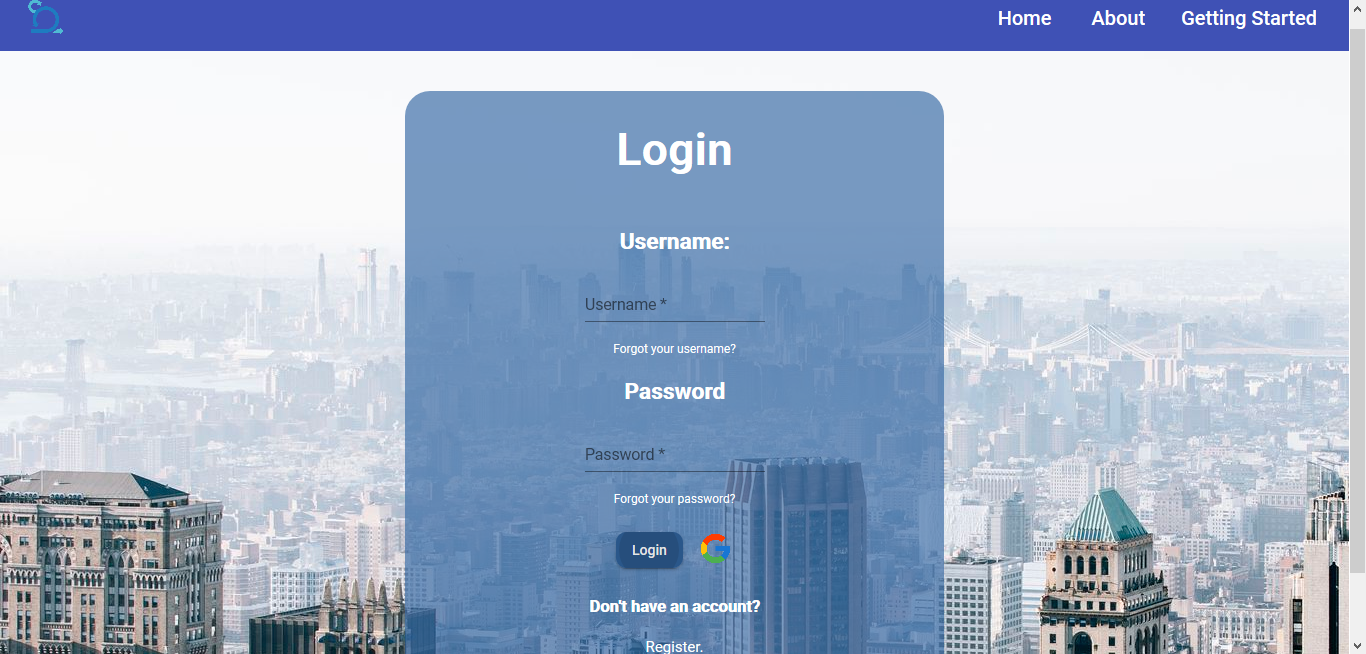 Home About Getting Started
Login
Username:
Username *
Forgot your username?
Password
Password *
Forgot your password?
Login
Don't have an account?
Register.